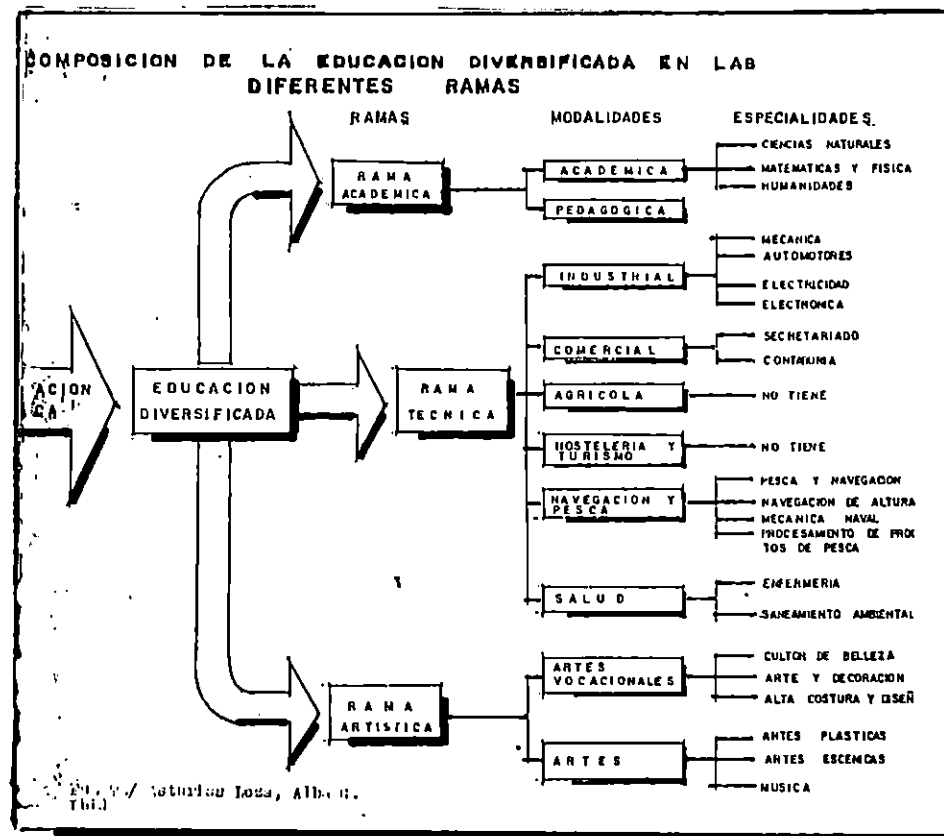 COMPOSICION DE LA EDUCACION DIVERSIFICADA EN LAS
DIFERENTES RAMAS
RAMAS
MODALIDADES
ESPECIALIDADES
ACION
CA
EDUCACION
DIVERSIFICADA
RAMA
ACADEMICA
ACADEMICA
CIENCIAS NATURALES
MATEMATICAS Y FISICA
HUMANIDADES
PEDAGOGICA
RAMA
TECNICA
INDUSTRIAL
MECANICA
AUTOMOTORES
ELECTRICIDAD
ELECTRONICA
COMERCIAL
SECRETARIADO
CONTADURIA
AGRICOLA
NO TIENE
HOSTELERIA Y
TURISMO
NO TIENE
NAVEGACION Y
PESCA
PESCA Y NAVEGACION
NAVEGACION DE ALTURA
MECANICA NAVAL
PROCESAMIENTO DE
TOS DE PESCA
SALUD
ENFERMERIA
SANEAMIENTO AMBIENTAL
RAMA
ARTISTICA
ARTES
VOCACIONALES
CULTOR DE BELLEZA
ARTE Y DECORACION
ALTA COSTURA Y DISEÑ
ARTES
ARTES PLASTICAS
ARTES ESCENICAS
MUSICA
Asturias